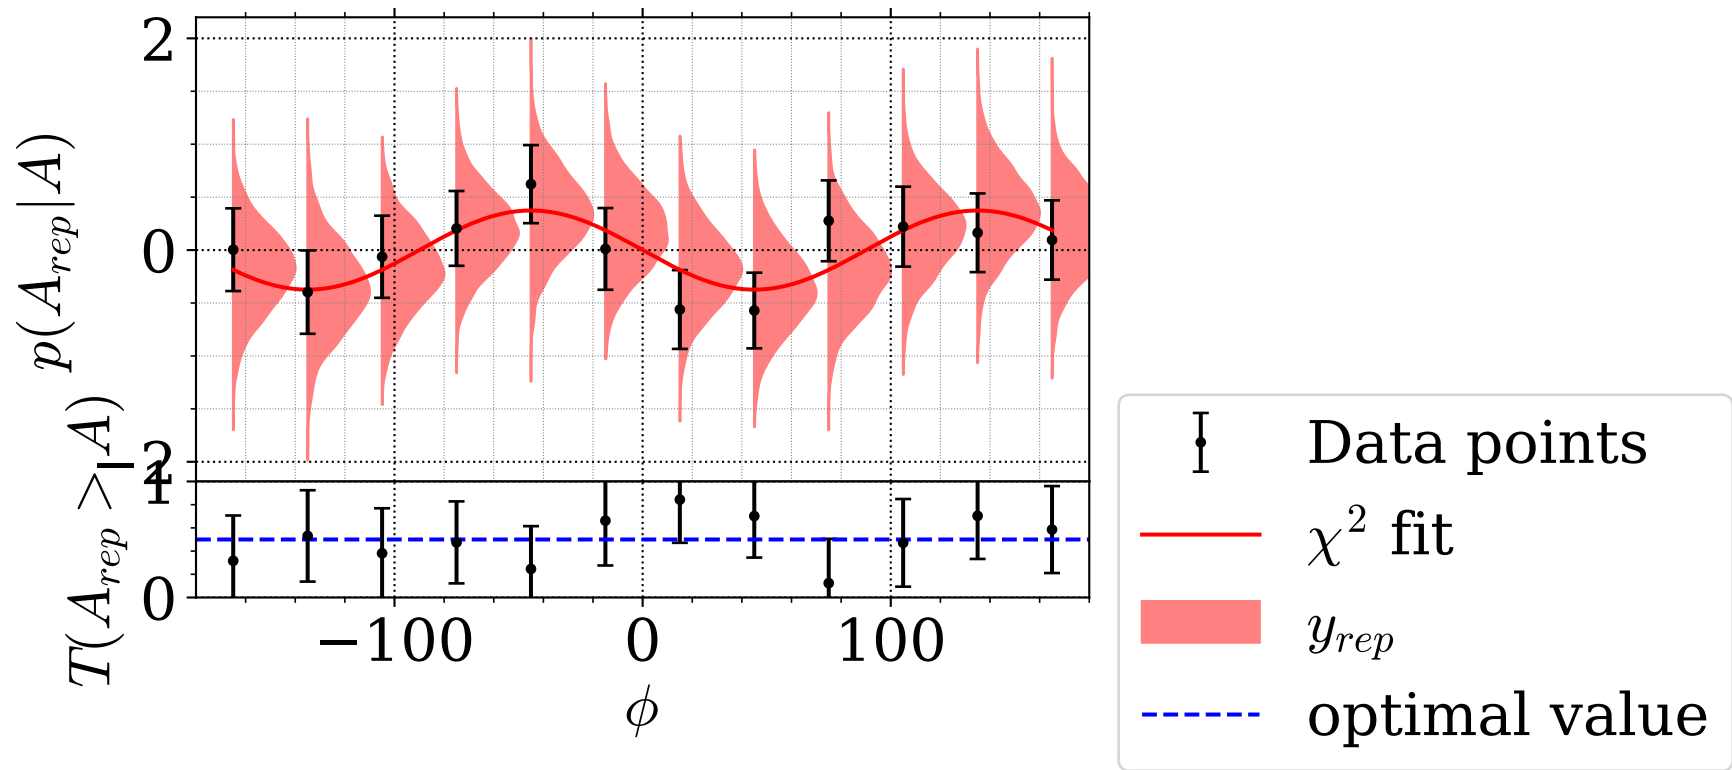 p(A_rep|A)
2
0
−2
T(A_rep > A)
1
0
−100 0 100
ϕ
Data points
χ² fit
y_rep
optimal value